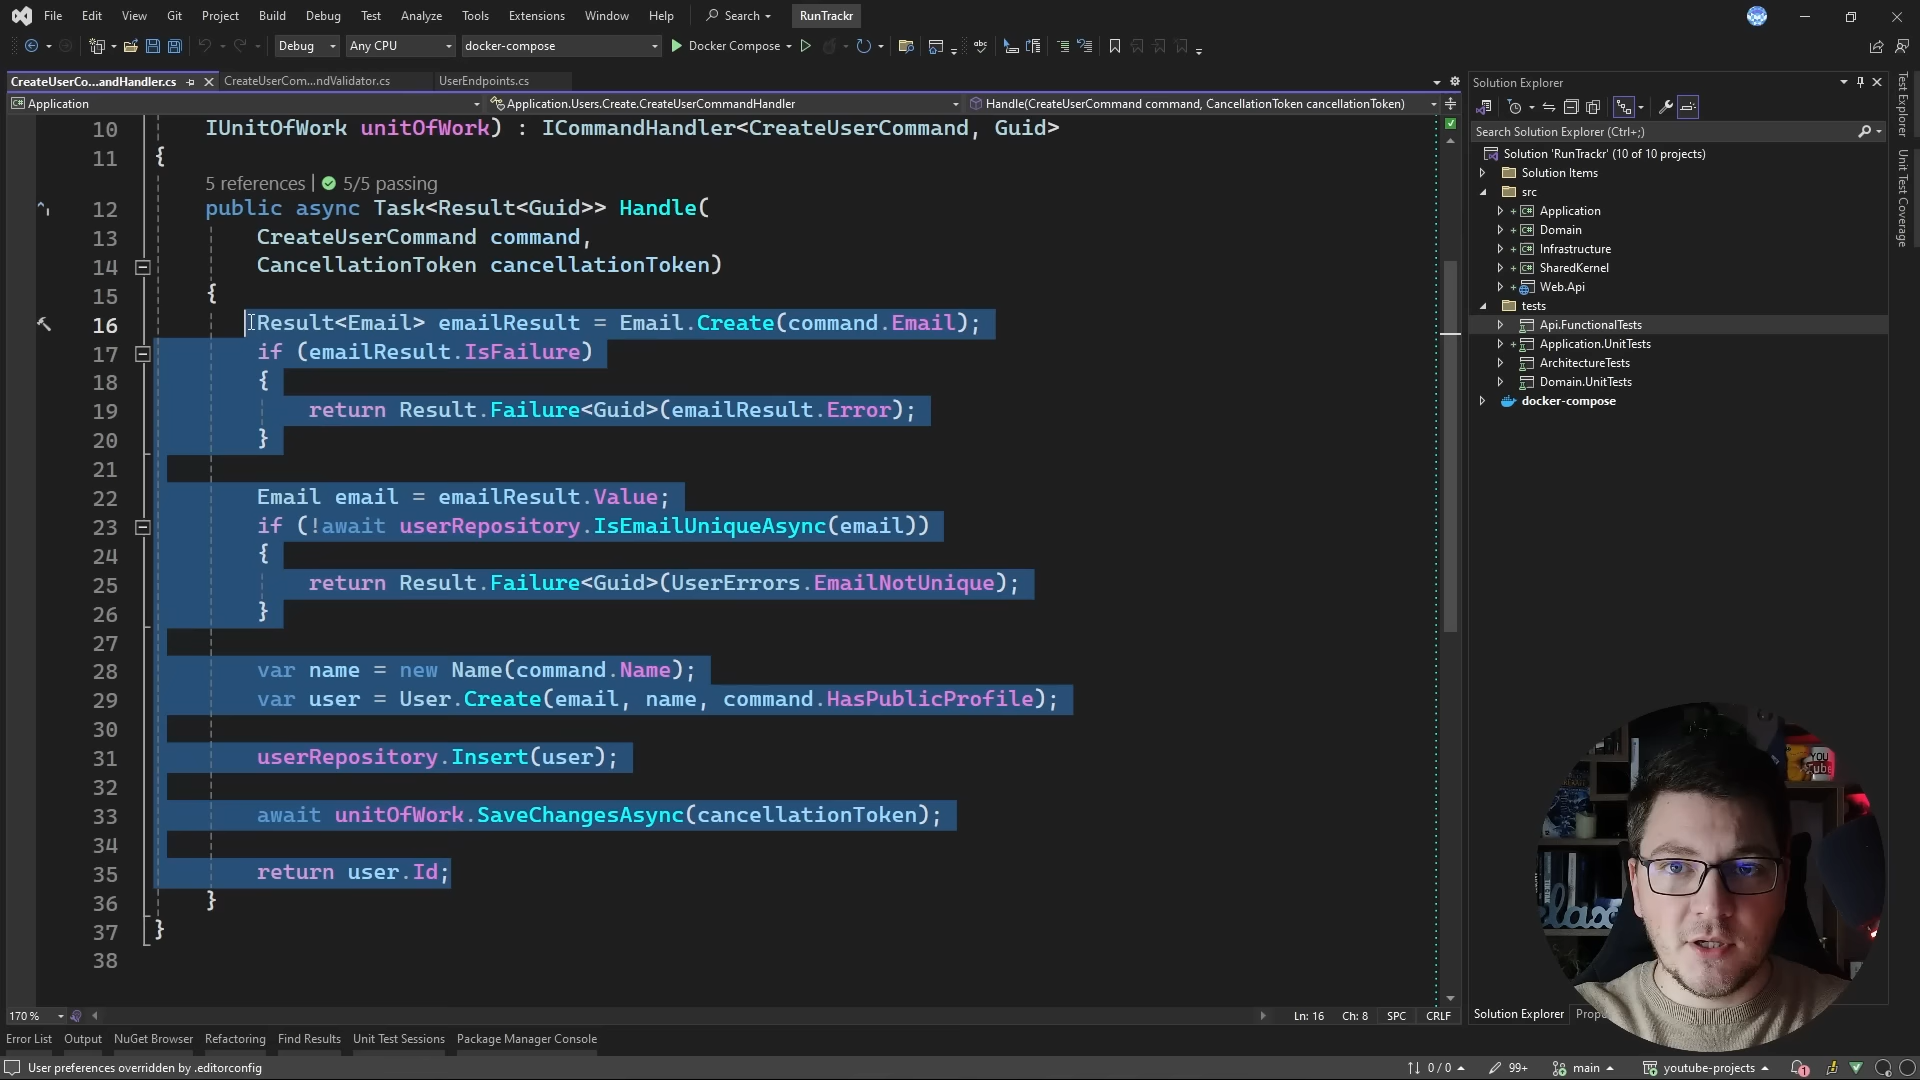 File Edit View Git Project Build Debug Test Analyze Tools Extensions Window Help Search RunTrackr
Debug Any CPU docker-compose Docker Compose
CreateUserCo...andHandler.cs CreateUserCom...ndValidator.cs UserEndpoints.cs
Application Application.Users.Create.CreateUserCommandHandler Handle(CreateUserCommand command, CancellationToken cancellationToken)
10 IUnitOfWork unitOfWork) : ICommandHandler<CreateUserCommand, Guid>
11 {
5 references | 5/5 passing
12 public async Task<Result<Guid>> Handle(
13 CreateUserCommand command,
14 CancellationToken cancellationToken)
15 {
16 Result<Email> emailResult = Email.Create(command.Email);
17 if (emailResult.IsFailure)
18 {
19 return Result.Failure<Guid>(emailResult.Error);
20 }
21
22 Email email = emailResult.Value;
23 if (!await userRepository.IsEmailUniqueAsync(email))
24 {
25 return Result.Failure<Guid>(UserErrors.EmailNotUnique);
26 }
27
28 var name = new Name(command.Name);
29 var user = User.Create(email, name, command.HasPublicProfile);
30
31 userRepository.Insert(user);
32
33 await unitOfWork.SaveChangesAsync(cancellationToken);
34
35 return user.Id;
36 }
37 }
38
170 % Ln: 16 Ch: 8 SPC CRLF
Error List Output NuGet Browser Refactoring Find Results Unit Test Sessions Package Manager Console
User preferences overridden by .editorconfig 0 / 0 99+ main youtube-projects 1
Solution Explorer
Search Solution Explorer (Ctrl+;)
Solution 'RunTrackr' (10 of 10 projects)
Solution Items
src
Application
Domain
Infrastructure
SharedKernel
Web.Api
tests
Api.FunctionalTests
Application.UnitTests
ArchitectureTests
Domain.UnitTests
docker-compose
Solution Explorer
Test Explorer
Unit Test Coverage
YOU
Tube
relax